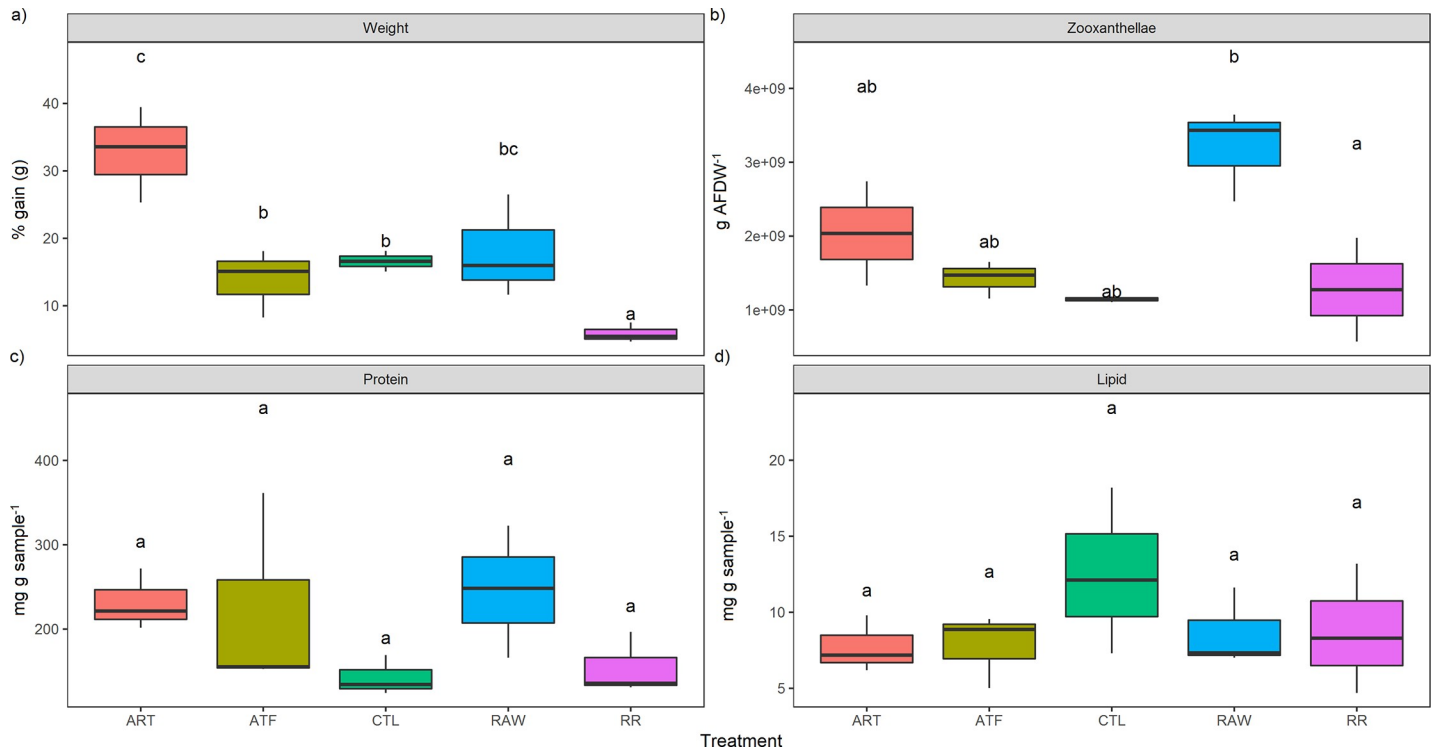 a)
Weight
% gain (g)
40
30
20
10
c
b
b
bc
a
b)
Zooxanthellae
g AFDW⁻¹
4e+09
3e+09
2e+09
1e+09
ab
ab
ab
b
a
c)
Protein
mg g sample⁻¹
400
300
200
a
a
a
a
a
ART ATF CTL RAW RR
d)
Lipid
mg g sample⁻¹
20
15
10
5
a
a
a
a
a
ART ATF CTL RAW RR
Treatment